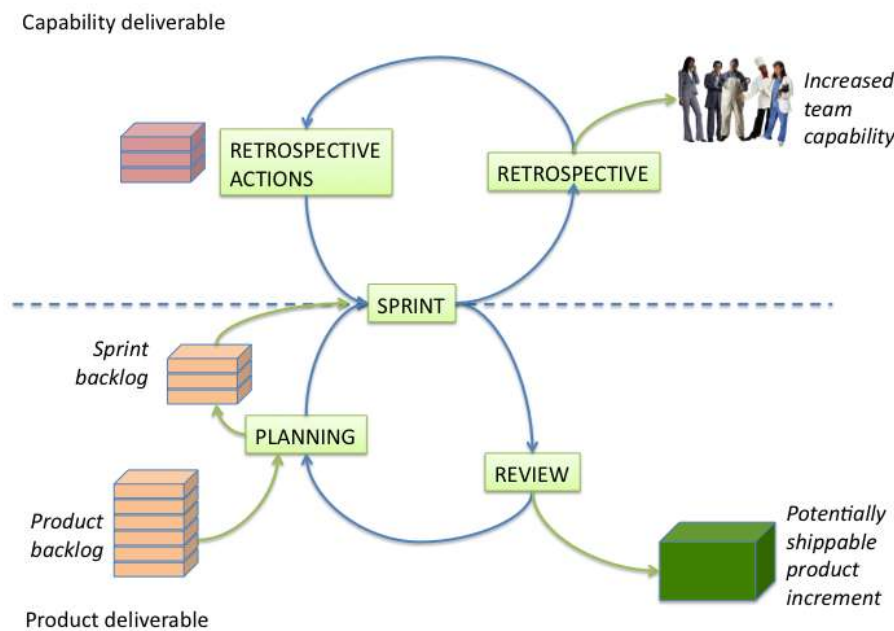 Capability deliverable
RETROSPECTIVE
ACTIONS
RETROSPECTIVE
Increased
team
capability
SPRINT
Sprint
backlog
PLANNING
REVIEW
Product
backlog
Potentially
shippable
product
increment
Product deliverable